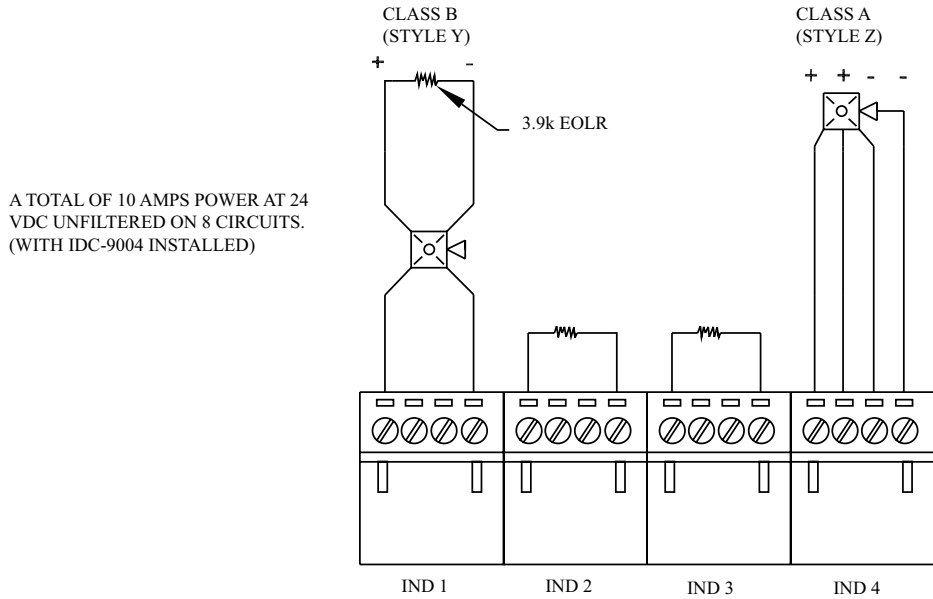 CLASS B
(STYLE Y)
CLASS A
(STYLE Z)
+ -
+ + - -
3.9k EOLR
A TOTAL OF 10 AMPS POWER AT 24
VDC UNFILTERED ON 8 CIRCUITS.
(WITH IDC-9004 INSTALLED)
IND 1
IND 2
IND 3
IND 4